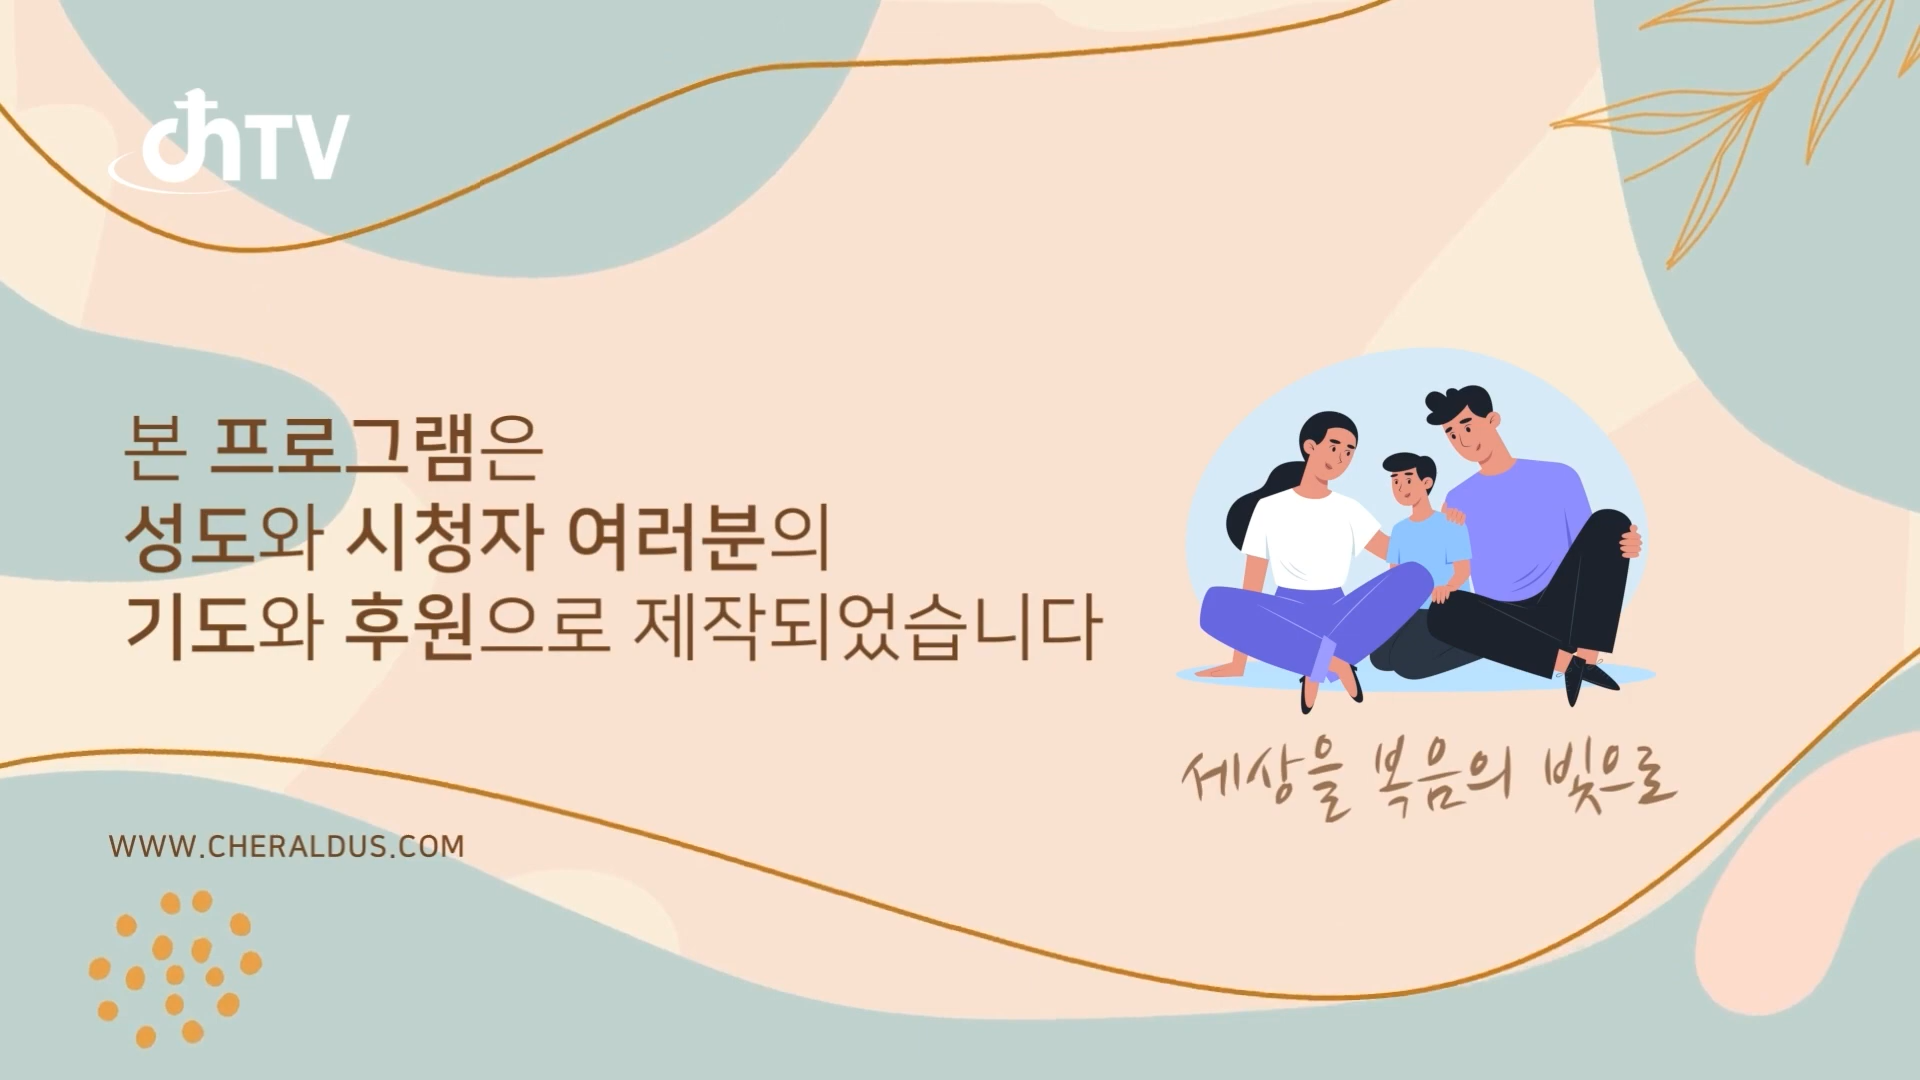 chTV
본 프로그램은
성도와 시청자 여러분의
기도와 후원으로 제작되었습니다
세상을 복음의 빛으로
WWW.CHERALDUS.COM